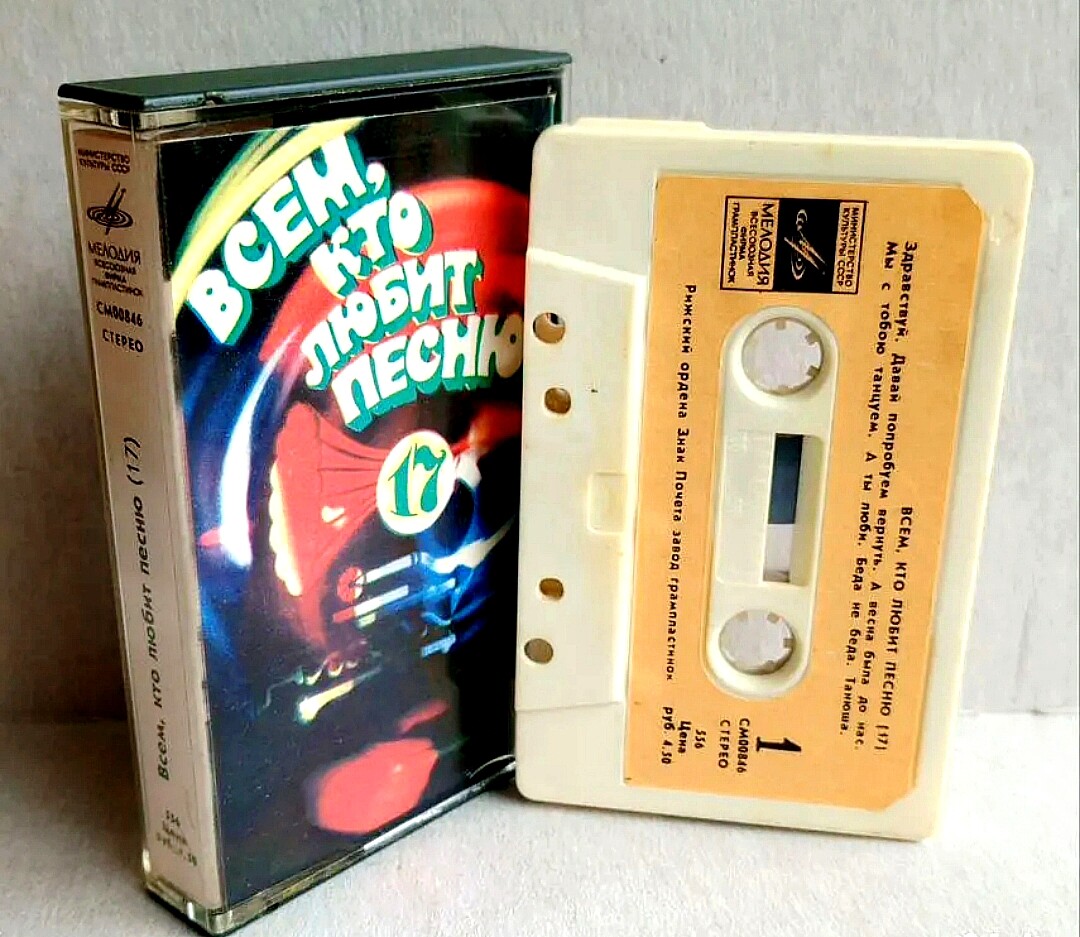 МИНИСТЕРСТВО
КУЛЬТУРЫ СССР
МЕЛОДИЯ
ВСЕСОЮЗНАЯ
ФИРМА
ГРАМПЛАСТИНОК
СМ00846
СТЕРЕО
Всем, кто любит песню (17)
556
Цена
ВСЕМ,
КТО
ЛЮБИТ
ПЕСНЮ
17
МИНИСТЕРСТВО
КУЛЬТУРЫ СССР
МЕЛОДИЯ
ВСЕСОЮЗНАЯ
ФИРМА
ГРАМПЛАСТИНОК
ВСЕМ, КТО ЛЮБИТ ПЕСНЮ (17)
Здравствуй. Давай попробуем вернуть. А весна была до нас.
Мы с тобою танцуем. А ты люби. Беда не беда. Танюша.
Рижский ордена Знак Почета завод грампластинок
1
СМ00846
СТЕРЕО
556
Цена
руб. 4.50